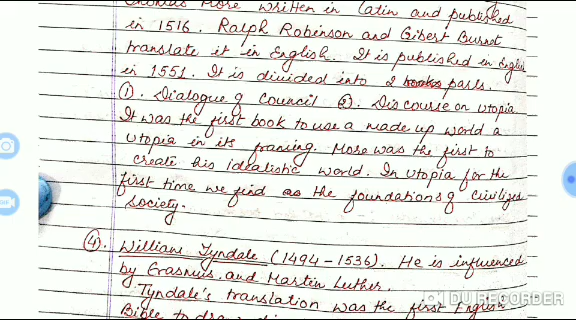 Thomas More written in Latin and published
in 1516. Ralph Robinson and Gibert Burnot
translate it in English. It is published in English
in 1551. It is divided into 2 books parts.
①. Dialogue of Council ②. Discourse on utopia
It was the first book to use a made up world a
utopia in its framing. More was the first to
create his idealistic world. In utopia for the
first time we find as the foundations of civilized
society.
④. William Tyndale (1494-1536). He is influenced
by Erasmus and Martin Luther.
Tyndale's translation was the first English
Bible to
DU RECORDER